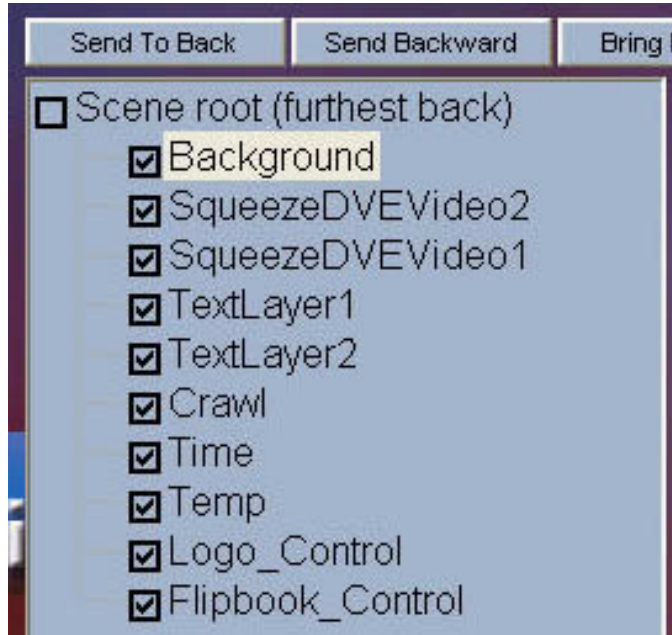 Send To Back
Send Backward
Bring
Scene root (furthest back)
Background
SqueezeDVEVideo2
SqueezeDVEVideo1
TextLayer1
TextLayer2
Crawl
Time
Temp
Logo_Control
Flipbook_Control